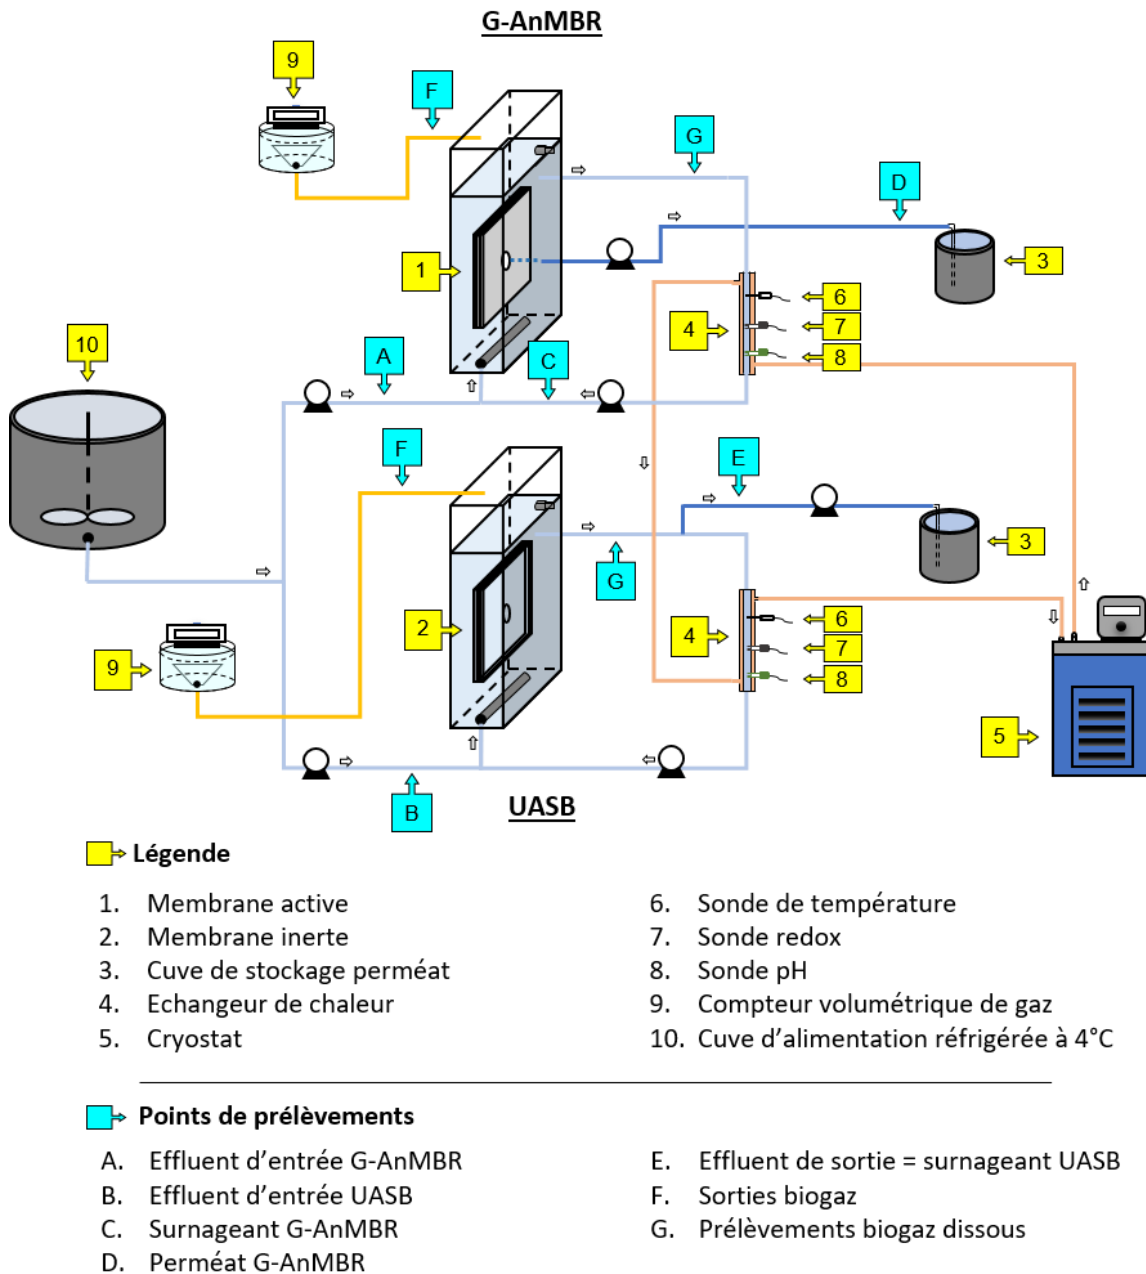 G-AnMBR
9
F
G
D
1
3
6
4
7
8
10
A
C
F
E
G
3
2
6
4
7
8
9
5
B
UASB
Légende
1. Membrane active
2. Membrane inerte
3. Cuve de stockage perméat
4. Echangeur de chaleur
5. Cryostat
6. Sonde de température
7. Sonde redox
8. Sonde pH
9. Compteur volumétrique de gaz
10. Cuve d'alimentation réfrigérée à 4°C
Points de prélèvements
A. Effluent d'entrée G-AnMBR
B. Effluent d'entrée UASB
C. Surnageant G-AnMBR
D. Perméat G-AnMBR
E. Effluent de sortie = surnageant UASB
F. Sorties biogaz
G. Prélèvements biogaz dissous